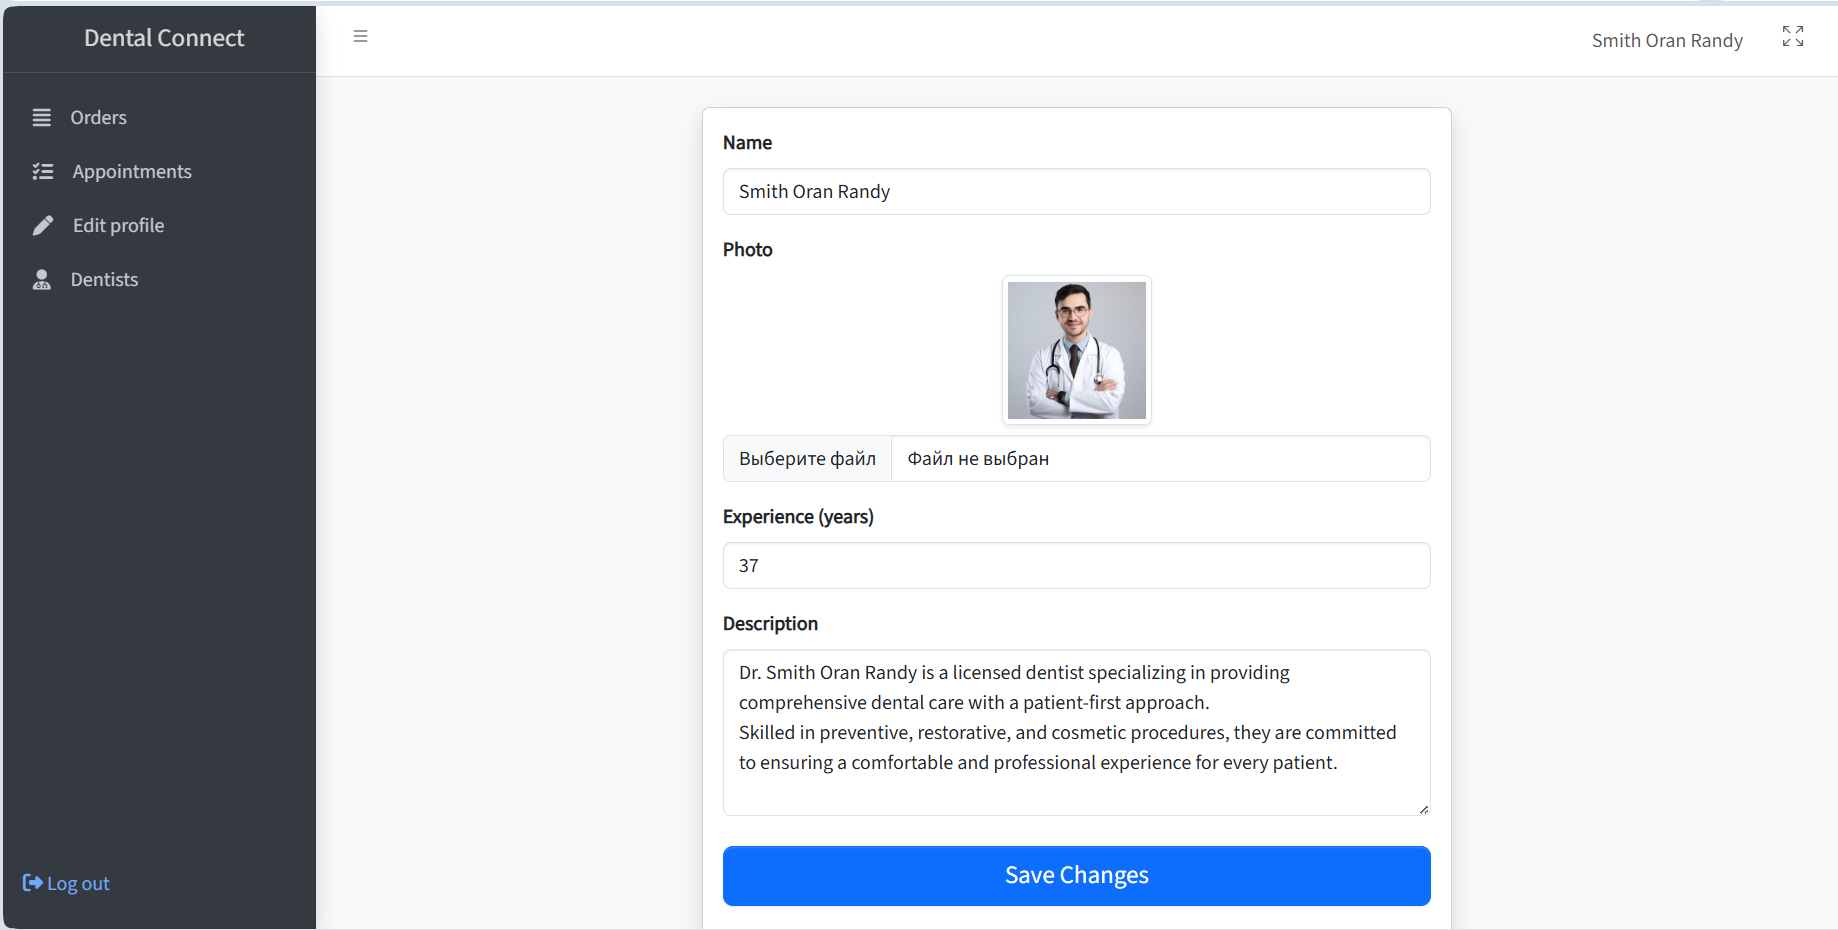 Dental Connect
Smith Oran Randy
Orders
Appointments
Edit profile
Dentists
Log out
Name
Smith Oran Randy
Photo
Выберите файл Файл не выбран
Experience (years)
37
Description
Dr. Smith Oran Randy is a licensed dentist specializing in providing
comprehensive dental care with a patient-first approach.
Skilled in preventive, restorative, and cosmetic procedures, they are committed
to ensuring a comfortable and professional experience for every patient.
Save Changes